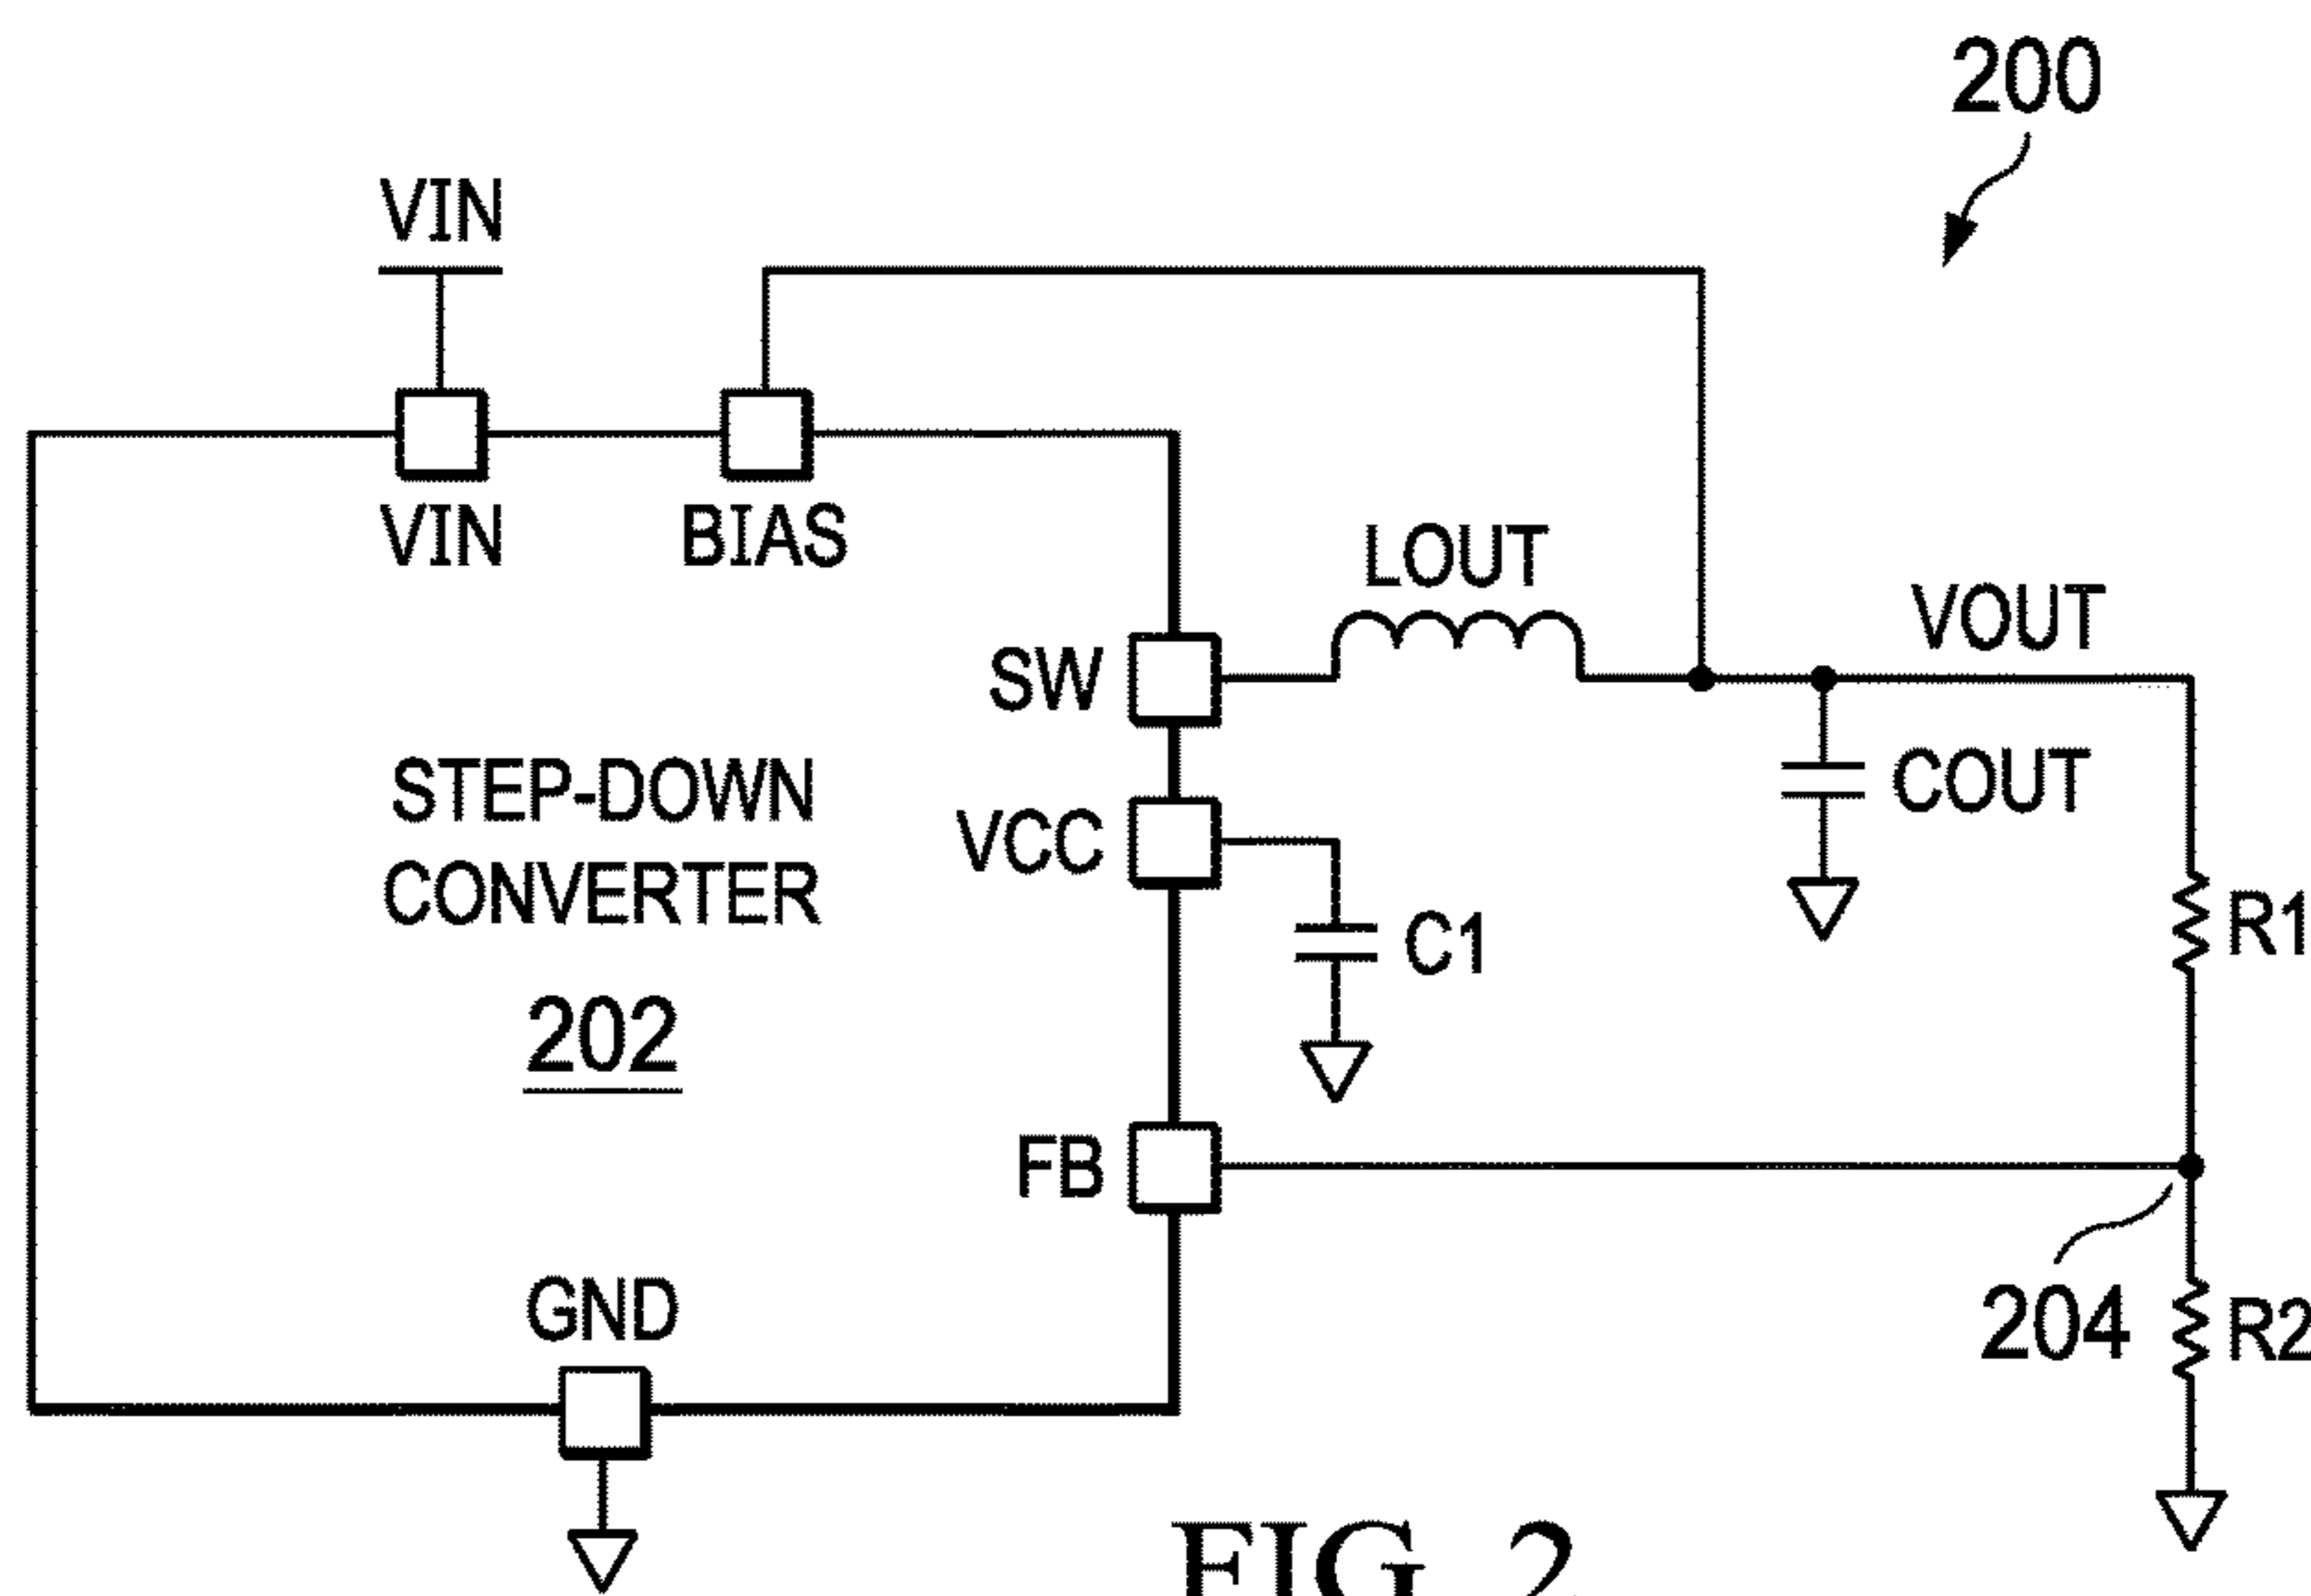 200
VIN
VIN
BIAS
LOUT
VOUT
SW
STEP-DOWN
CONVERTER
202
COUT
VCC
C1
R1
FB
GND
204
R2
FIG. 2